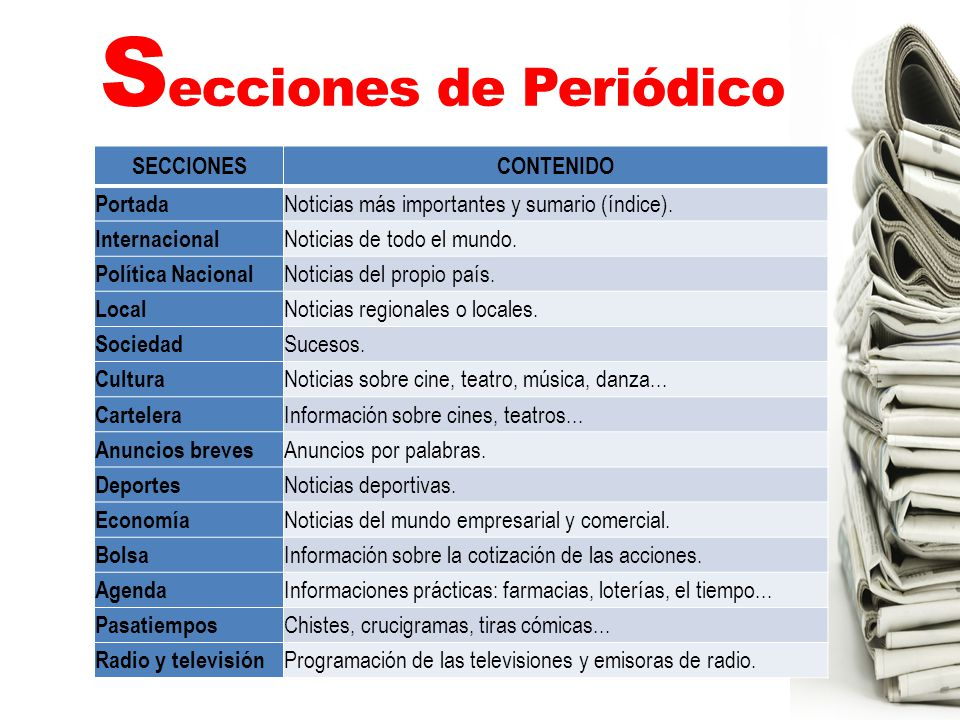 Secciones de Periódico
SECCIONES CONTENIDO
Portada Noticias más importantes y sumario (índice).
Internacional Noticias de todo el mundo.
Política Nacional Noticias del propio país.
Local Noticias regionales o locales.
Sociedad Sucesos.
Cultura Noticias sobre cine, teatro, música, danza…
Cartelera Información sobre cines, teatros…
Anuncios breves Anuncios por palabras.
Deportes Noticias deportivas.
Economía Noticias del mundo empresarial y comercial.
Bolsa Información sobre la cotización de las acciones.
Agenda Informaciones prácticas: farmacias, loterías, el tiempo…
Pasatiempos Chistes, crucigramas, tiras cómicas…
Radio y televisión Programación de las televisiones y emisoras de radio.